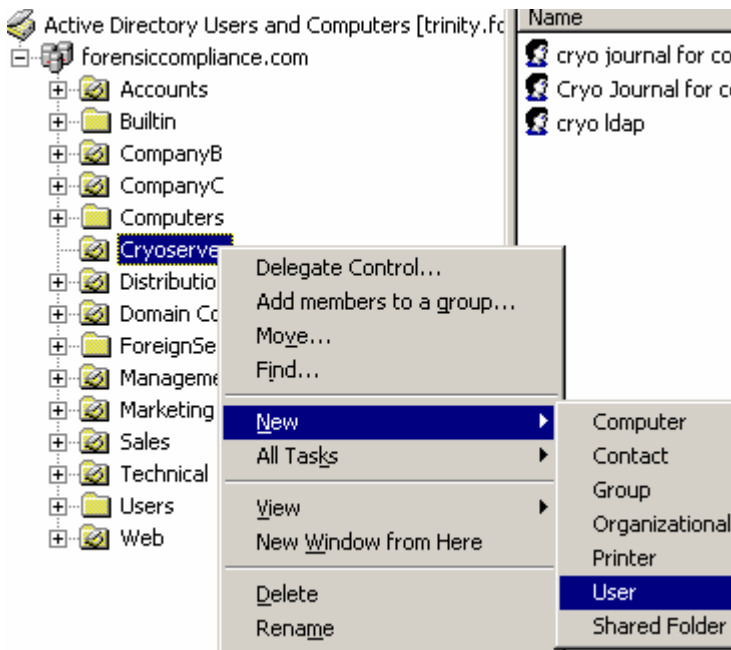 Active Directory Users and Computers [trinity.fo
forensiccompliance.com
Accounts
Builtin
CompanyB
CompanyC
Computers
Cryoserve
Distributio
Domain Co
ForeignSe
Manageme
Marketing
Sales
Technical
Users
Web
Name
cryo journal for co
Cryo Journal for c
cryo ldap
Delegate Control...
Add members to a group...
Move...
Find...
New
All Tasks
View
New Window from Here
Delete
Rename
Computer
Contact
Group
Organizational
Printer
User
Shared Folder